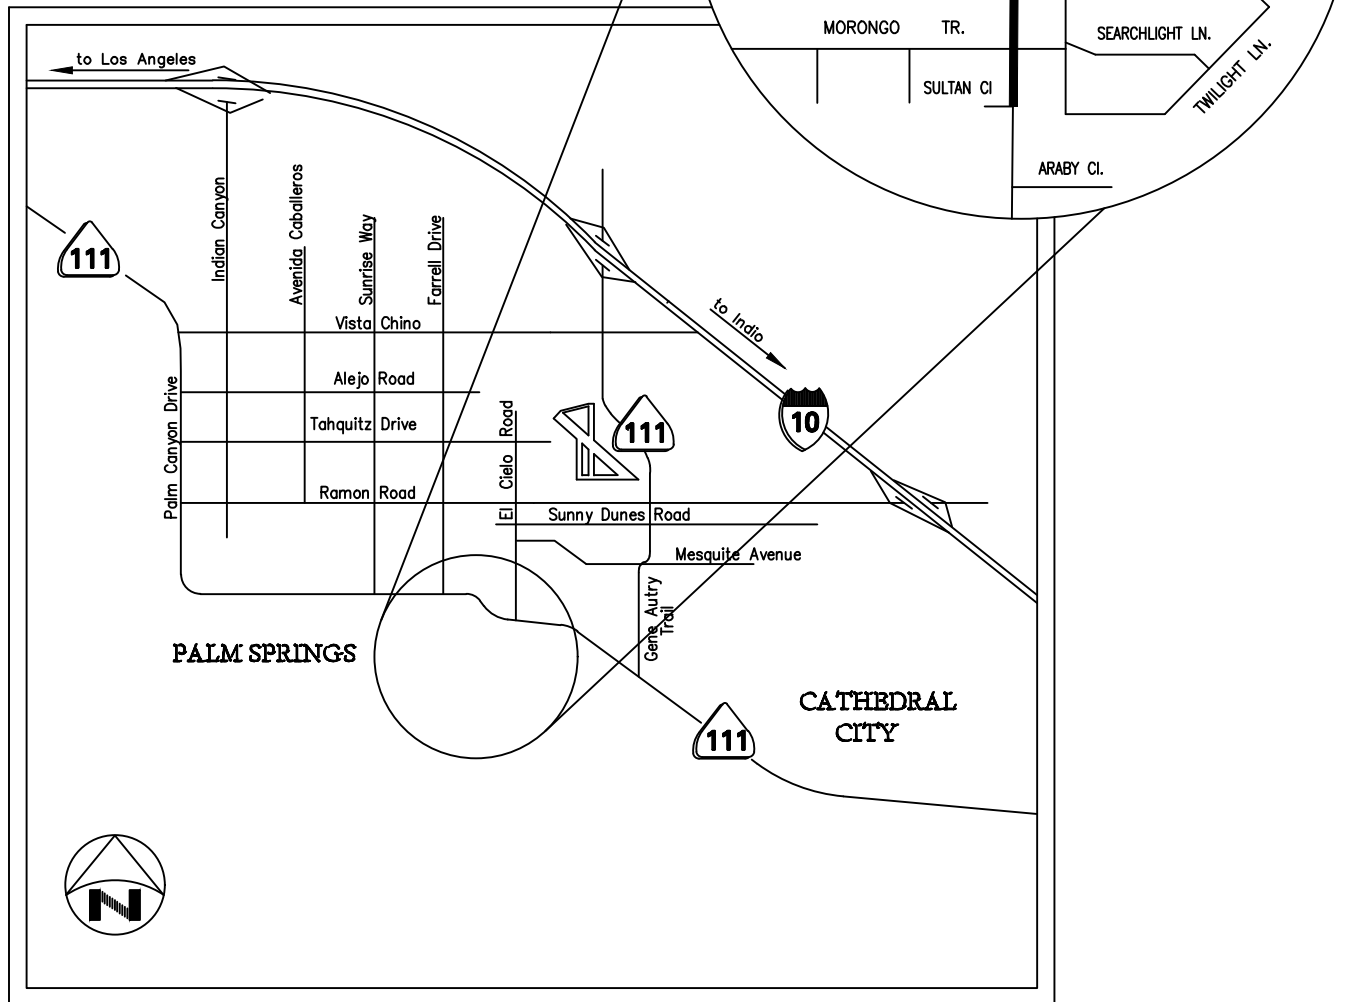 MORONGO TR.
SEARCHLIGHT LN.
TWILIGHT LN.
SULTAN CI
ARABY CI.
to Los Angeles
Indian Canyon
Avenida Caballeros
Sunrise Way
Farrell Drive
111
to Indio
Vista Chino
Alejo Road
Tahquitz Drive
Ramon Road
Palm Canyon Drive
El Cielo Road
111
10
Sunny Dunes Road
Mesquite Avenue
Gene Autry
Trail
PALM SPRINGS
CATHEDRAL
CITY
111
N